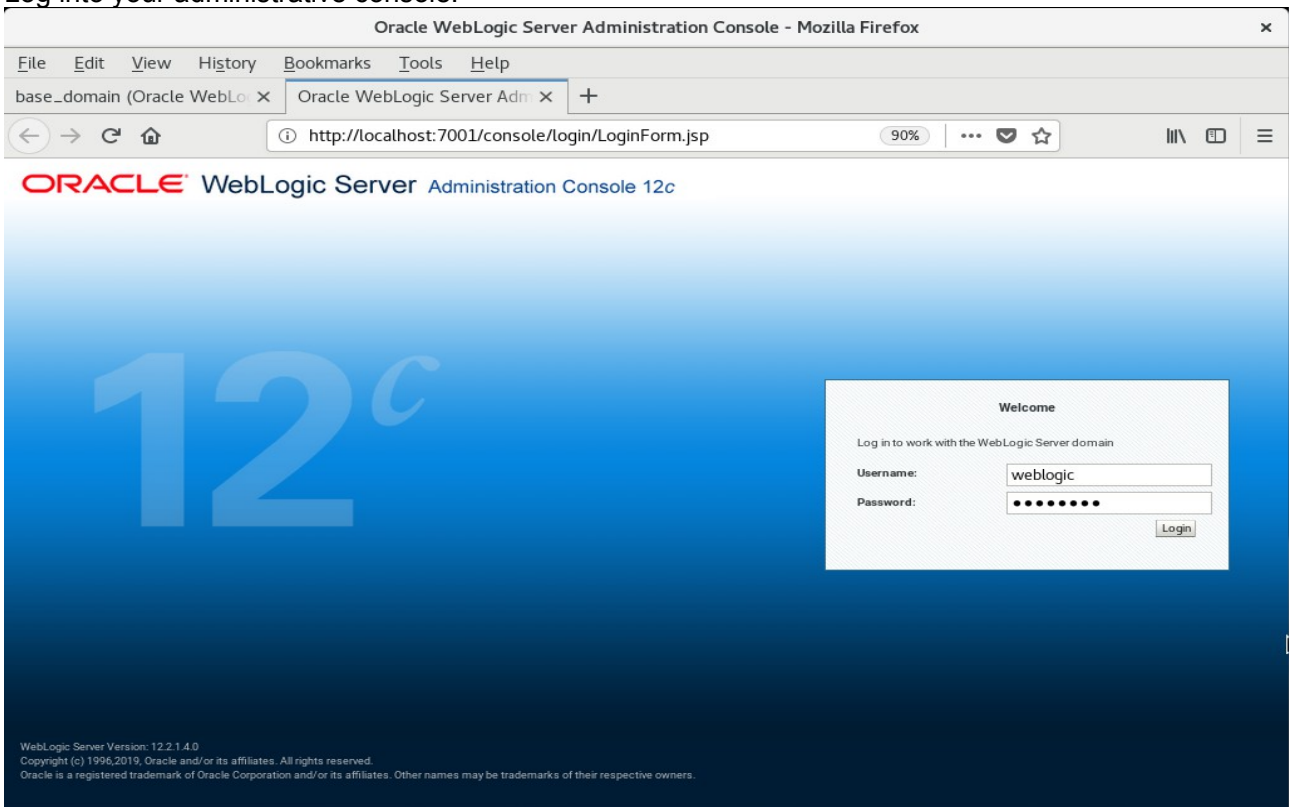 Log into your administrative console.
Oracle WebLogic Server Administration Console - Mozilla Firefox ×
File Edit View History Bookmarks Tools Help
base_domain (Oracle WebLo × Oracle WebLogic Server Adm × +
http://localhost:7001/console/login/LoginForm.jsp 90%
ORACLE WebLogic Server Administration Console 12c
12c
Welcome
Log in to work with the WebLogic Server domain
Username: weblogic
Password: ●●●●●●●●
Login
WebLogic Server Version: 12.2.1.4.0
Copyright (c) 1996,2019, Oracle and/or its affiliates. All rights reserved.
Oracle is a registered trademark of Oracle Corporation and/or its affiliates. Other names may be trademarks of their respective owners.